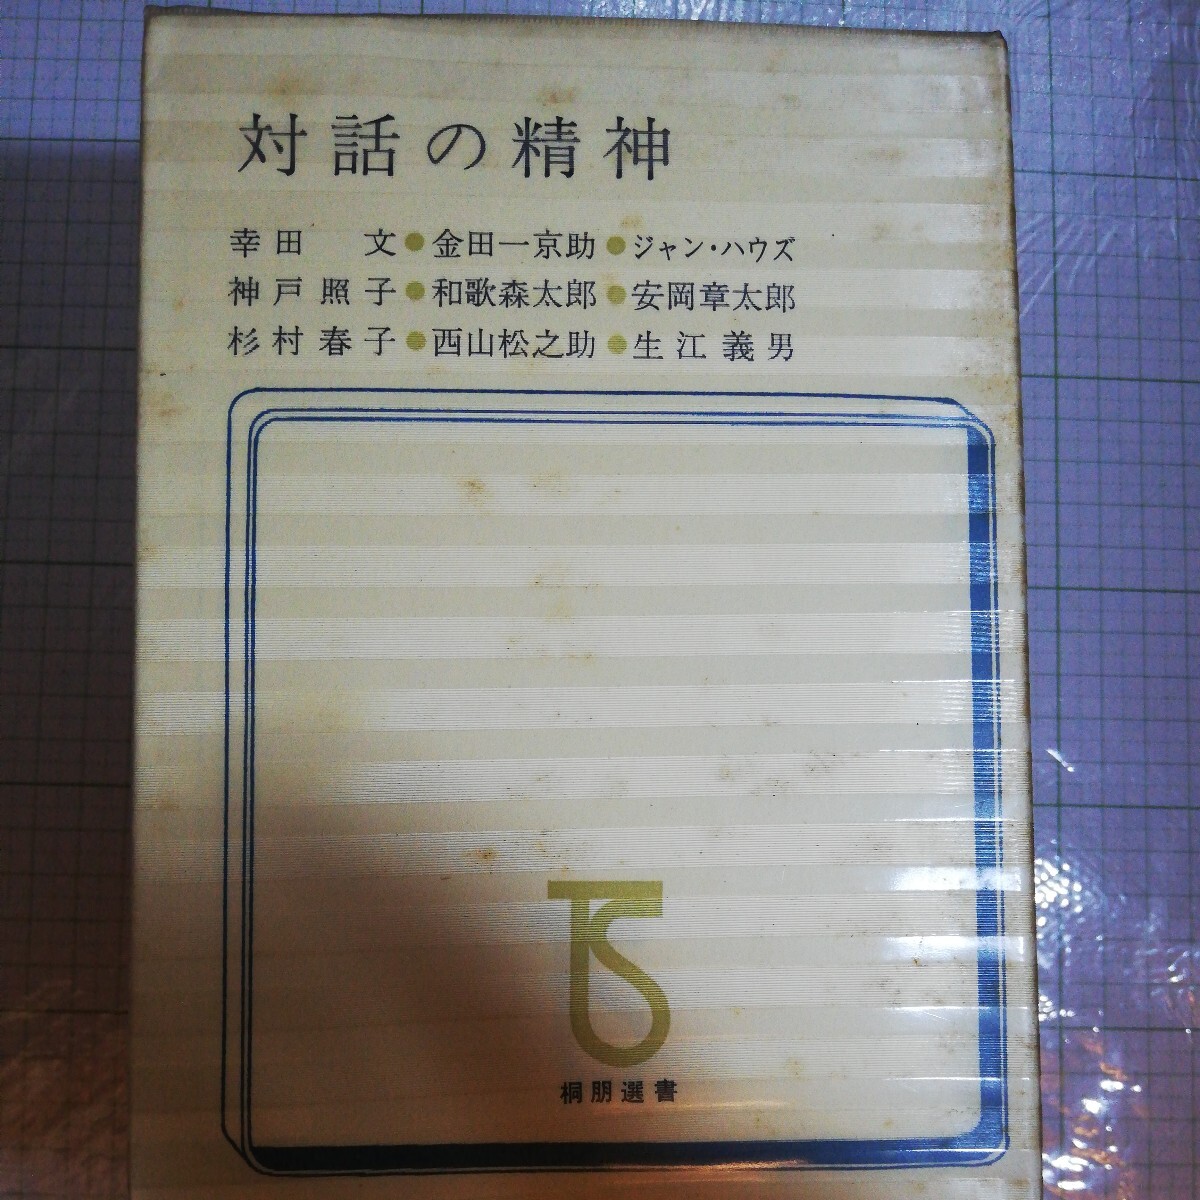 対話の精神
幸田 文●金田一京助●ジャン・ハウズ
神戸照子●和歌森太郎●安岡章太郎
杉村春子●西山松之助●生江義男
TS
桐朋選書